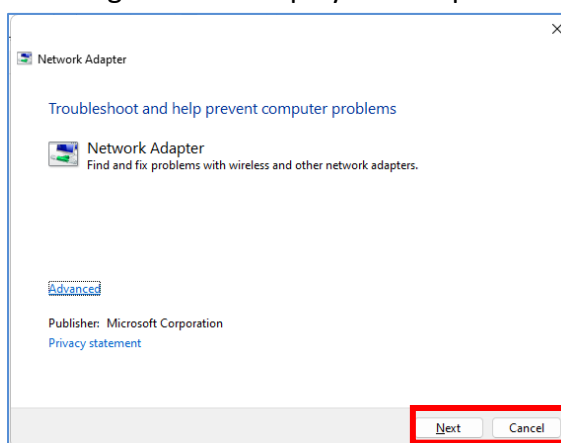 Network Adapter
Troubleshoot and help prevent computer problems
Network Adapter
Find and fix problems with wireless and other network adapters.
Advanced
Publisher: Microsoft Corporation
Privacy statement
Next Cancel